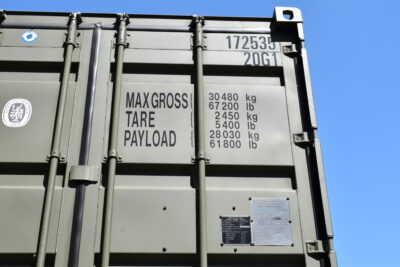 172535
20G1
MAX GROSS 30480 kg
67200 lb
TARE 2450 kg
5400 lb
PAYLOAD 28030 kg
61800 lb